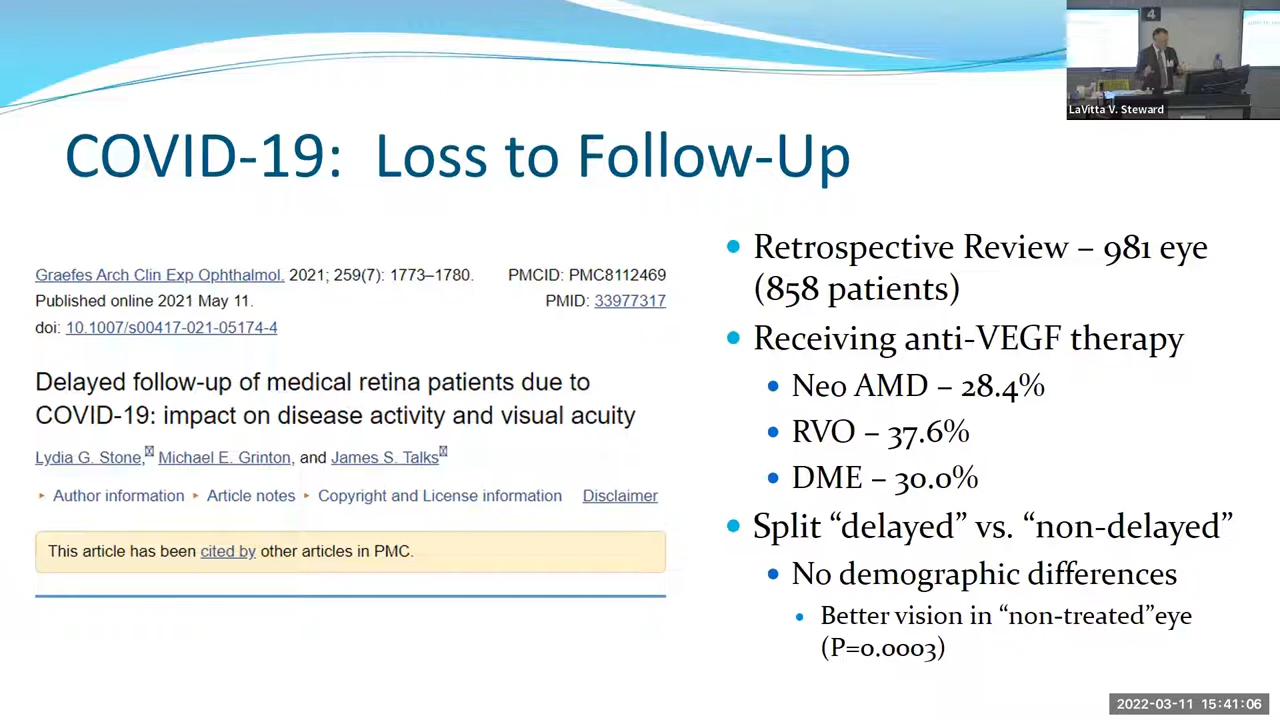 4
LaVitta V. Steward
COVID-19: Loss to Follow-Up
Graefes Arch Clin Exp Ophthalmol. 2021; 259(7): 1773–1780. PMCID: PMC8112469
Published online 2021 May 11. PMID: 33977317
doi: 10.1007/s00417-021-05174-4
Delayed follow-up of medical retina patients due to
COVID-19: impact on disease activity and visual acuity
Lydia G. Stone, Michael E. Grinton, and James S. Talks
Author information Article notes Copyright and License information Disclaimer
This article has been cited by other articles in PMC.
Retrospective Review – 981 eye
(858 patients)
Receiving anti-VEGF therapy
Neo AMD – 28.4%
RVO – 37.6%
DME – 30.0%
Split “delayed” vs. “non-delayed”
No demographic differences
Better vision in “non-treated”eye
(P=0.0003)
2022-03-11 15:41:06